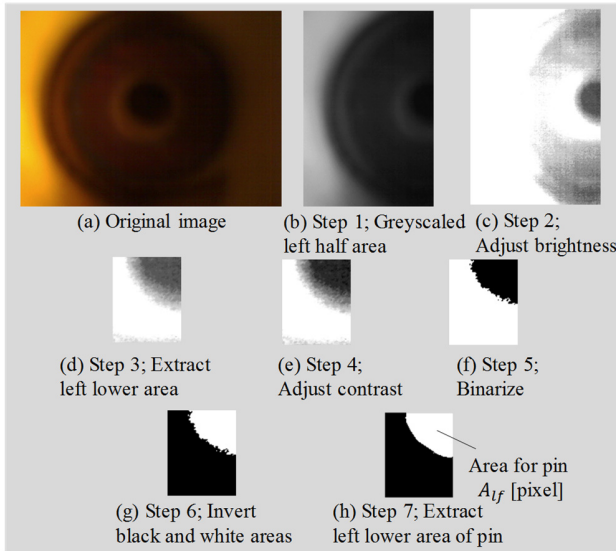 (a) Original image
(b) Step 1; Greyscaled
left half area
(c) Step 2;
Adjust brightness
(d) Step 3; Extract
left lower area
(e) Step 4;
Adjust contrast
(f) Step 5;
Binarize
Area for pin
A_{lf} [pixel]
(g) Step 6; Invert
black and white areas
(h) Step 7; Extract
left lower area of pin